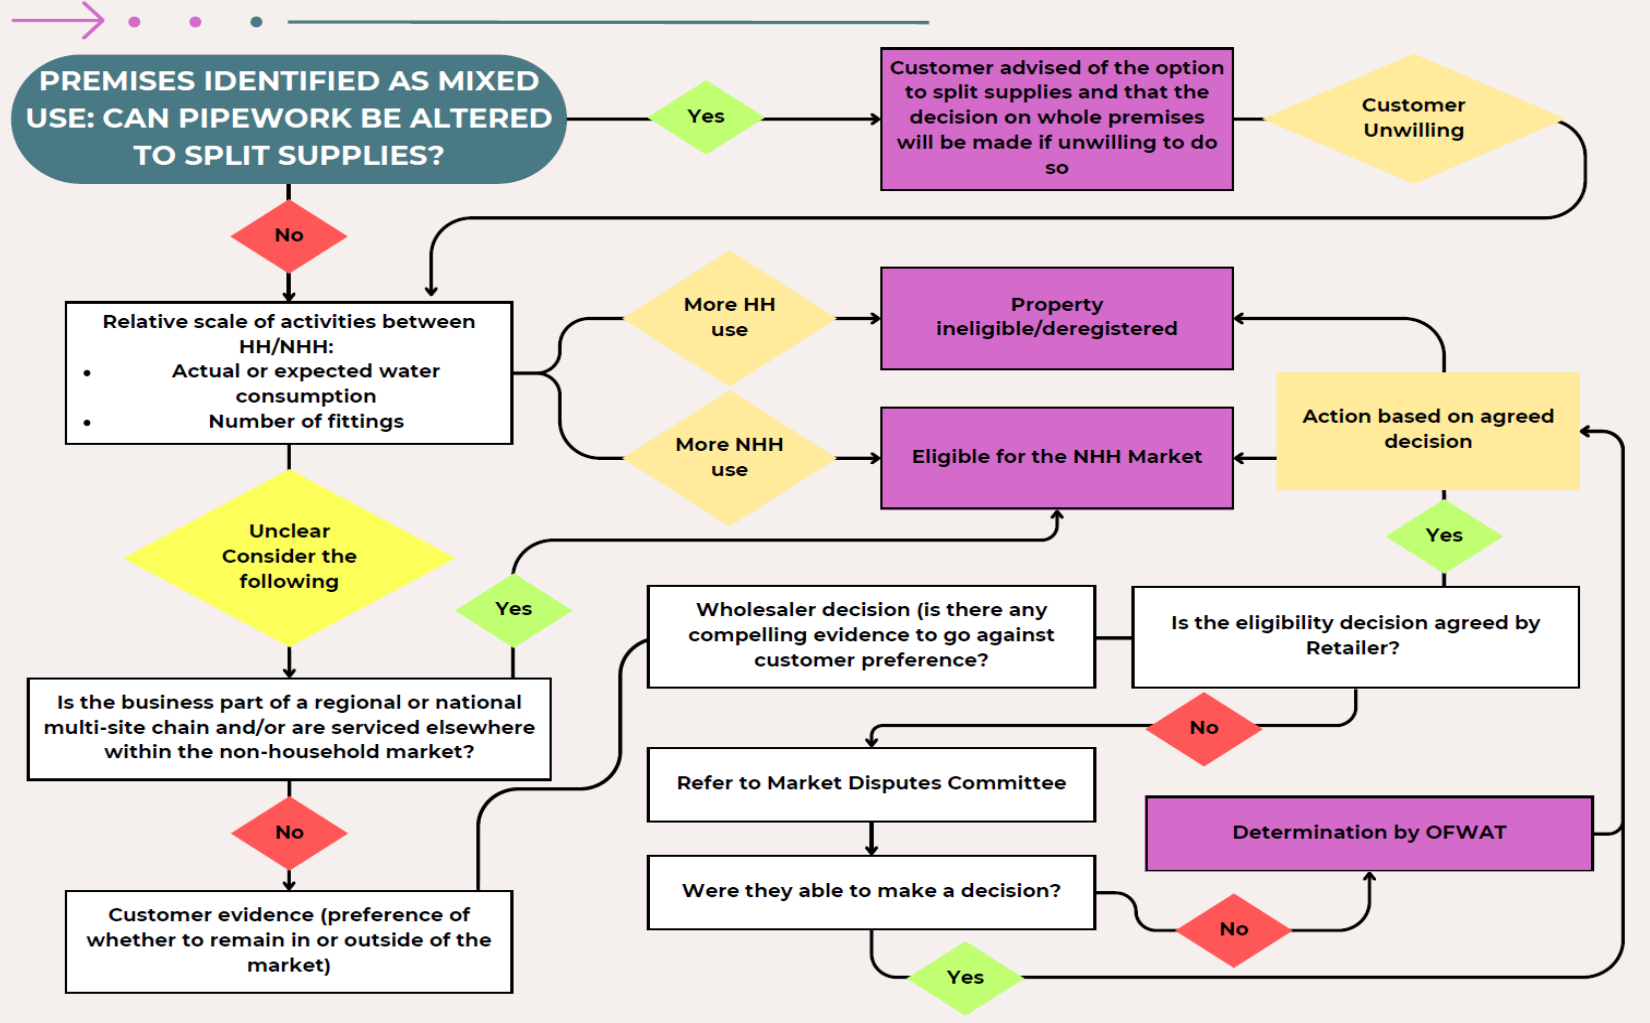 PREMISES IDENTIFIED AS MIXED
USE: CAN PIPEWORK BE ALTERED
TO SPLIT SUPPLIES?
Yes
Customer advised of the option
to split supplies and that the
decision on whole premises
will be made if unwilling to do
so
Customer
Unwilling
No
Relative scale of activities between
HH/NHH:
• Actual or expected water
consumption
• Number of fittings
More HH
use
Property
ineligible/deregistered
More NHH
use
Eligible for the NHH Market
Action based on agreed
decision
Yes
Unclear
Consider the
following
Yes
Is the business part of a regional or national
multi-site chain and/or are serviced elsewhere
within the non-household market?
No
Customer evidence (preference of
whether to remain in or outside of the
market)
Wholesaler decision (is there any
compelling evidence to go against
customer preference?
Is the eligibility decision agreed by
Retailer?
No
Refer to Market Disputes Committee
Were they able to make a decision?
No
Determination by OFWAT
Yes